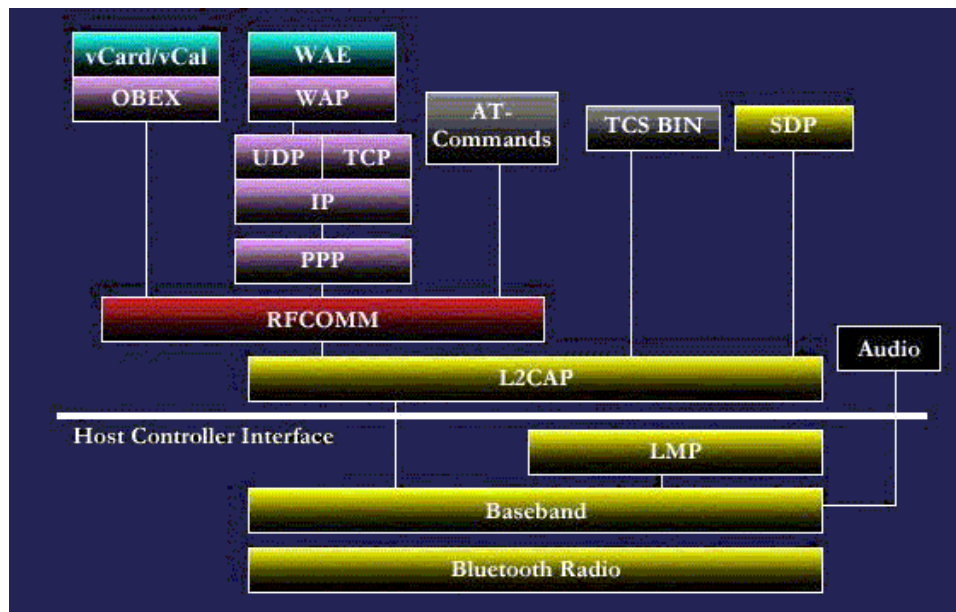 vCard/vCal
WAE
OBEX
WAP
AT-
Commands
TCS BIN
SDP
UDP
TCP
IP
PPP
RFCOMM
Audio
L2CAP
Host Controller Interface
LMP
Baseband
Bluetooth Radio